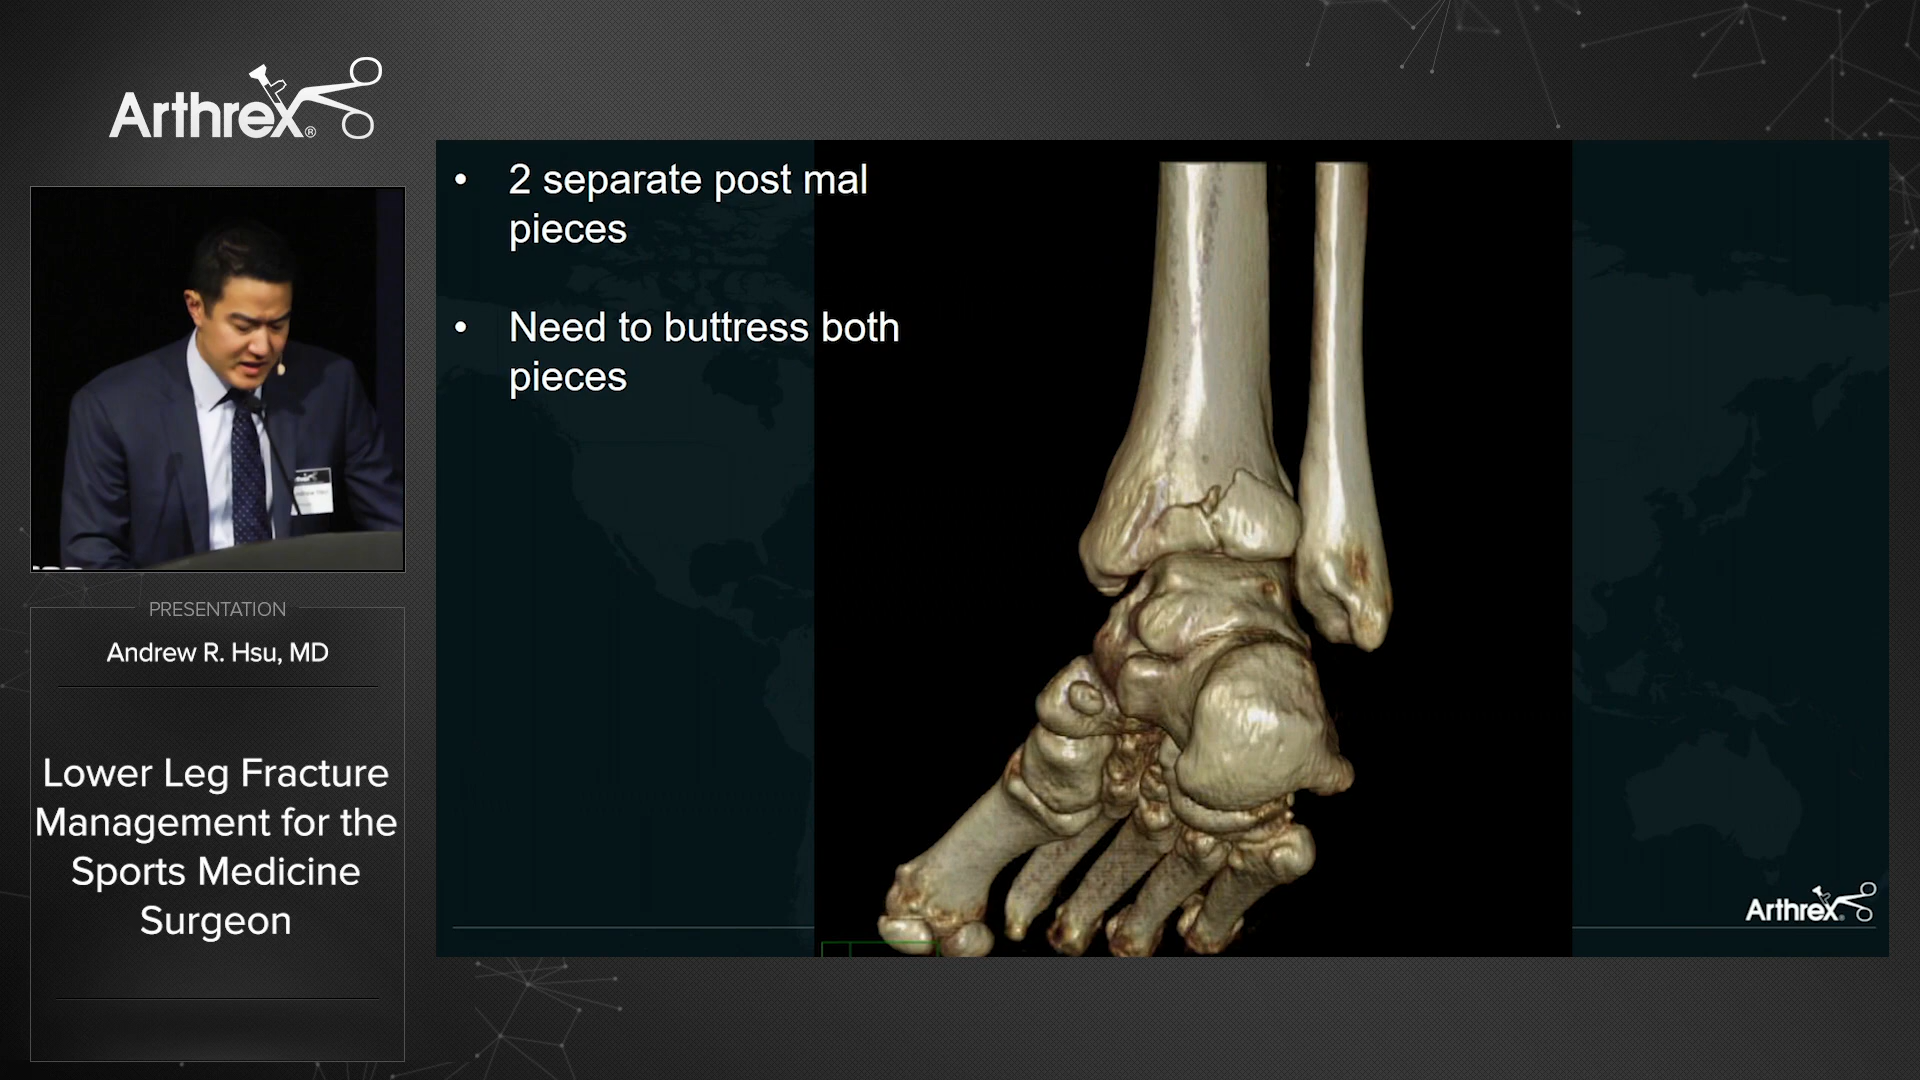 Arthrex®
PRESENTATION
Andrew R. Hsu, MD
Lower Leg Fracture
Management for the
Sports Medicine
Surgeon
• 2 separate post mal
pieces
• Need to buttress both
pieces
Arthrex